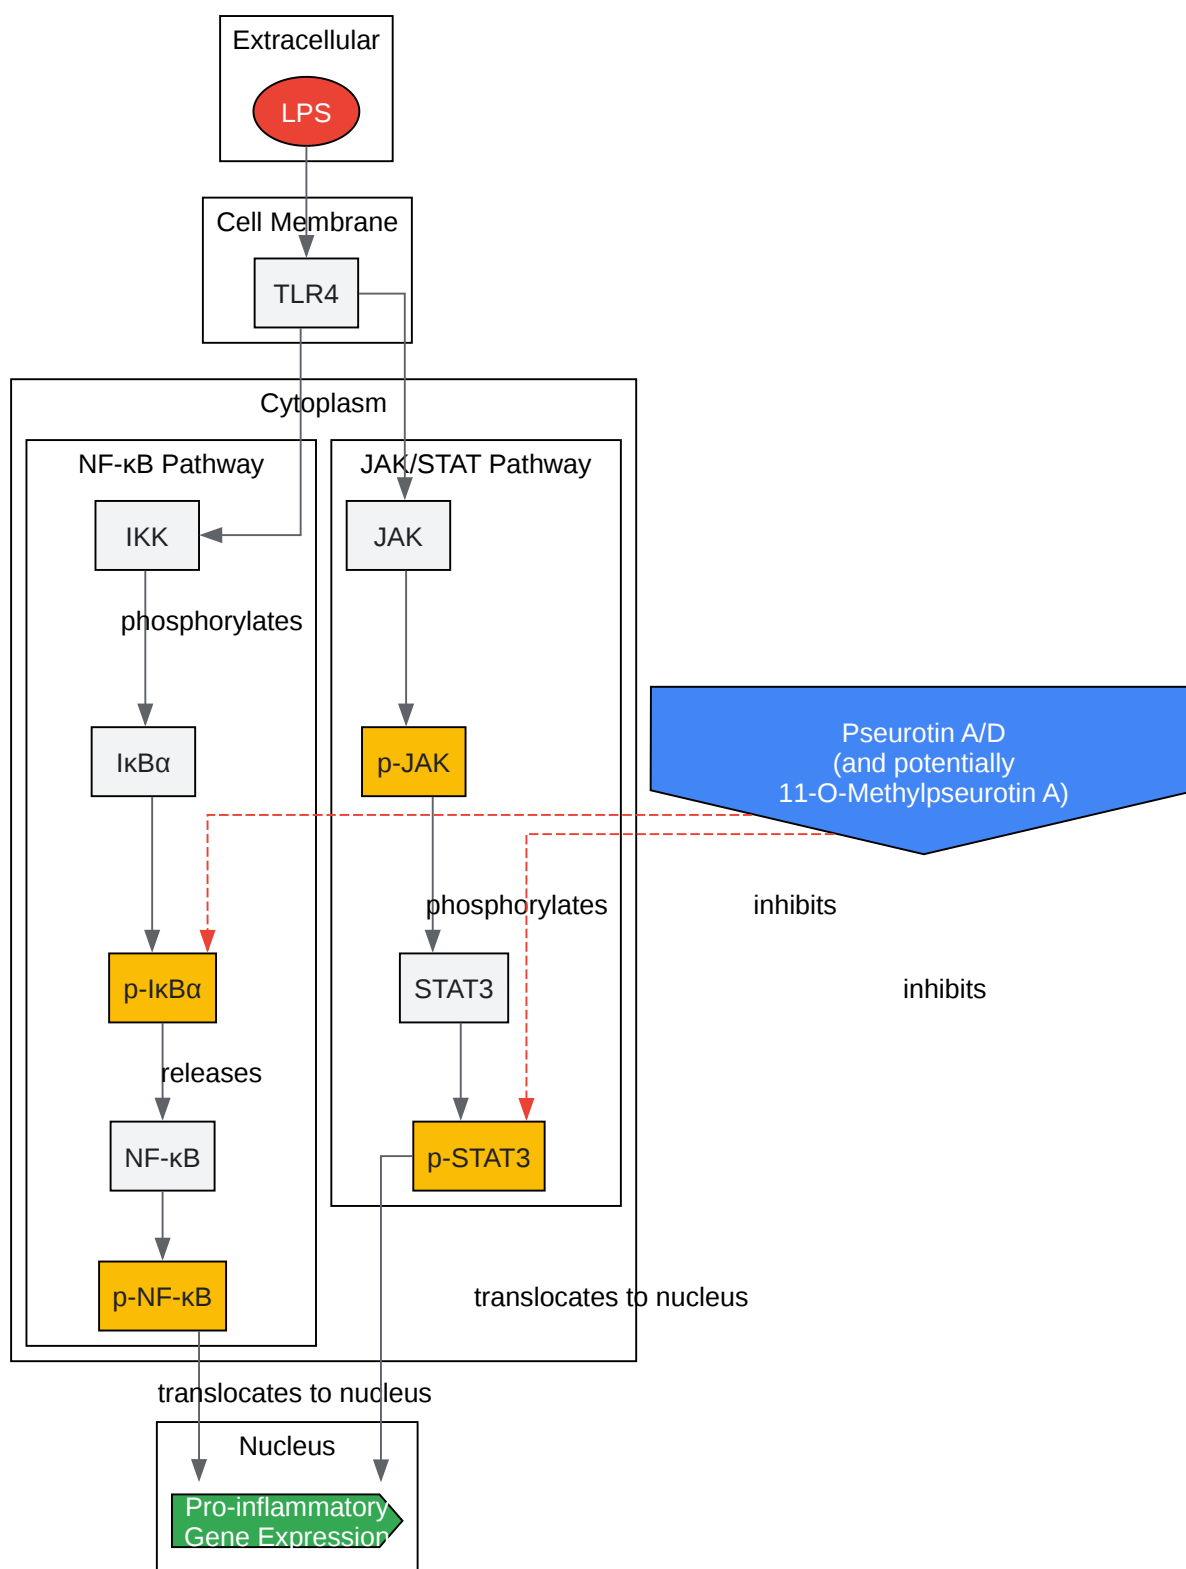 Extracellular
LPS
Cell Membrane
TLR4
Cytoplasm
NF-κB Pathway
JAK/STAT Pathway
IKK
JAK
phosphorylates
IκBα
p-JAK
Pseurotin A/D
(and potentially
11-O-Methylpseurotin A)
phosphorylates
inhibits
p-IκBα
STAT3
inhibits
releases
NF-κB
p-STAT3
p-NF-κB
translocates to nucleus
translocates to nucleus
Nucleus
Pro-inflammatory
Gene Expression